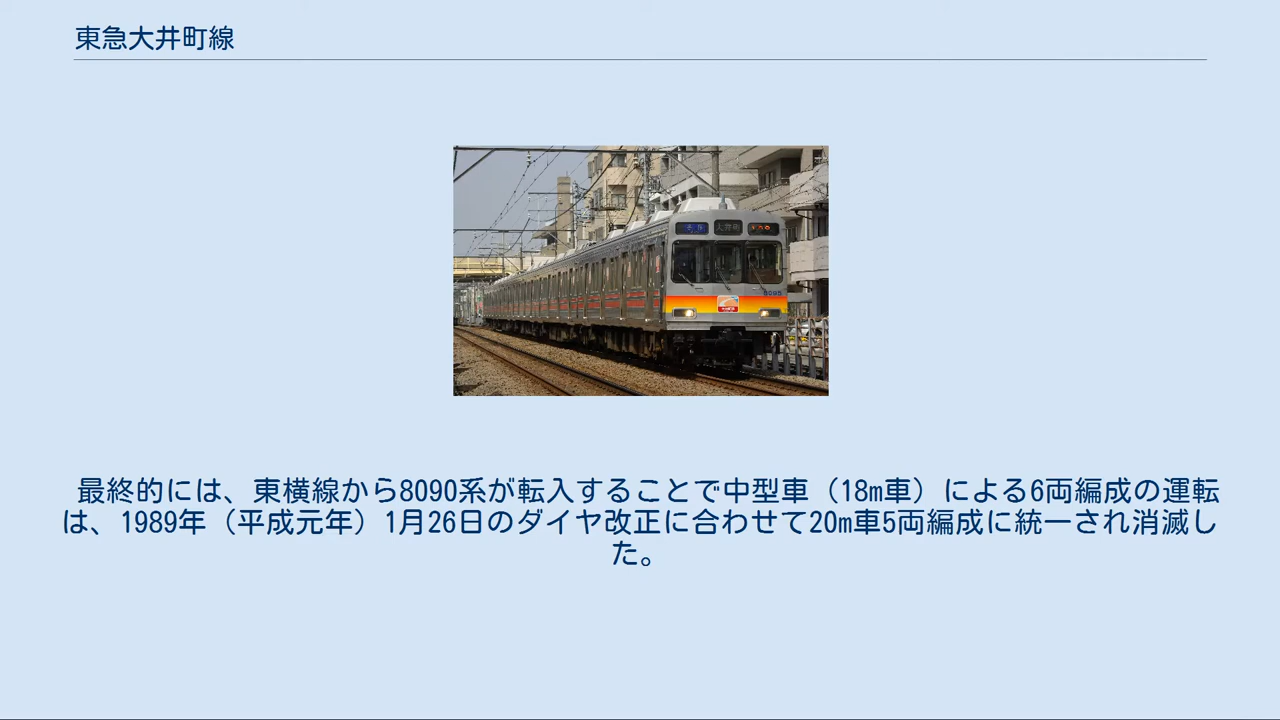 東急大井町線
大井町
最終的には、東横線から8090系が転入することで中型車（18m車）による6両編成の運転
は、1989年（平成元年）1月26日のダイヤ改正に合わせて20m車5両編成に統一され消滅し
た。